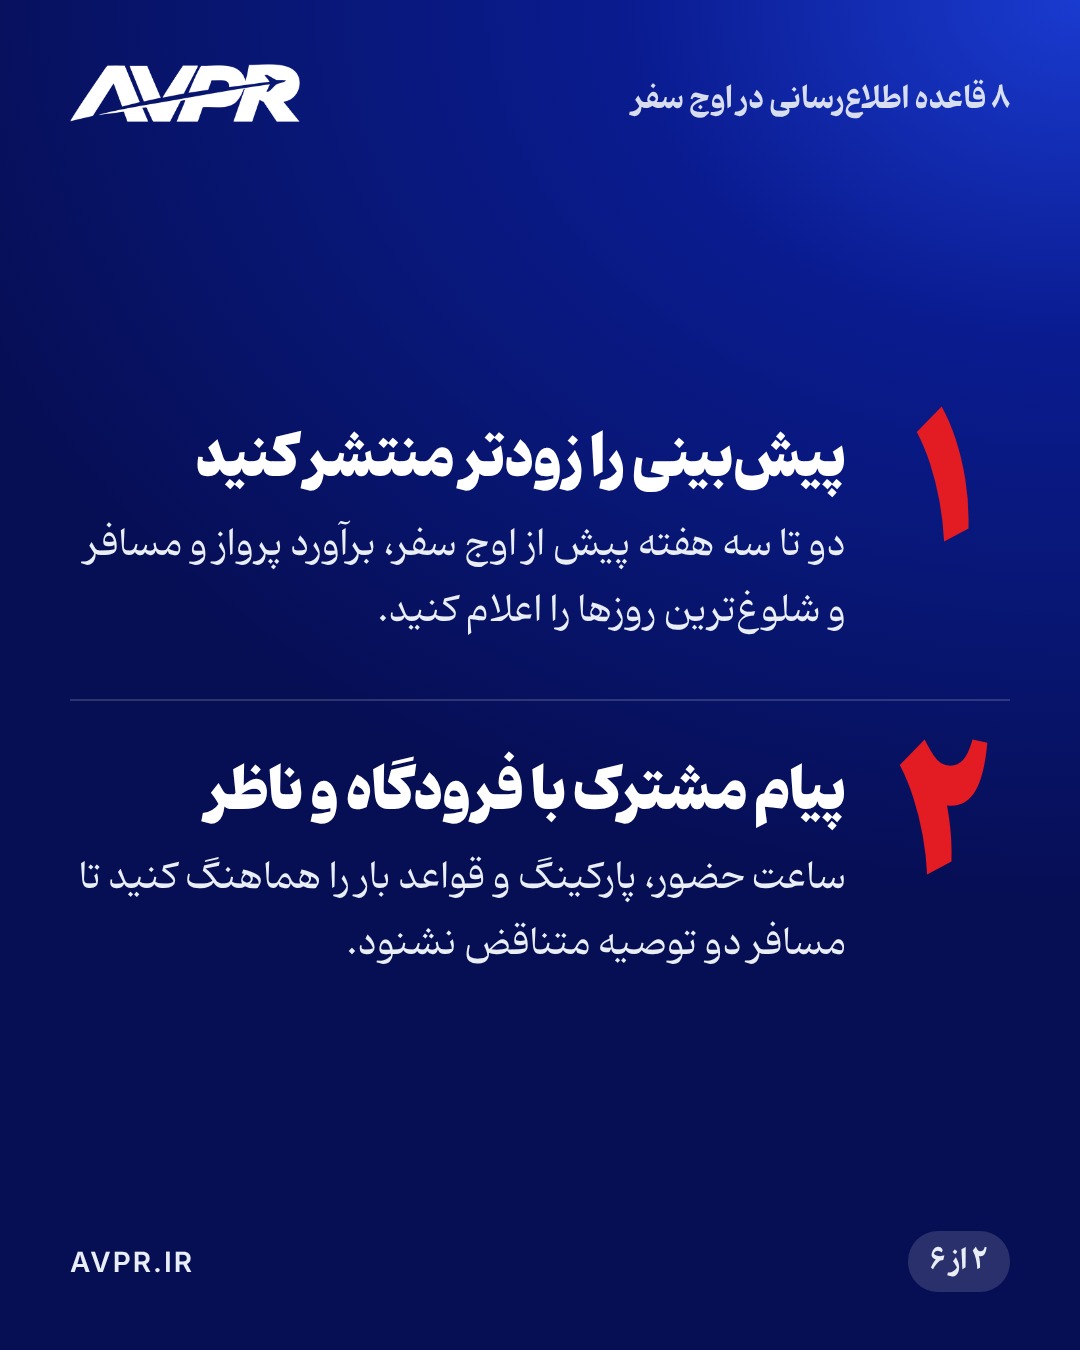 AVPR
۸ قاعده اطلاع‌رسانی در اوج سفر
۱
پیش‌بینی را زودتر منتشر کنید
دو تا سه هفته پیش از اوج سفر، برآورد پرواز و مسافر
و شلوغ‌ترین روزها را اعلام کنید.
۲
پیام مشترک با فرودگاه و ناظر
ساعت حضور، پارکینگ و قواعد بار را هماهنگ کنید تا
مسافر دو توصیه متناقض نشنود.
AVPR.IR
۲ از ۶